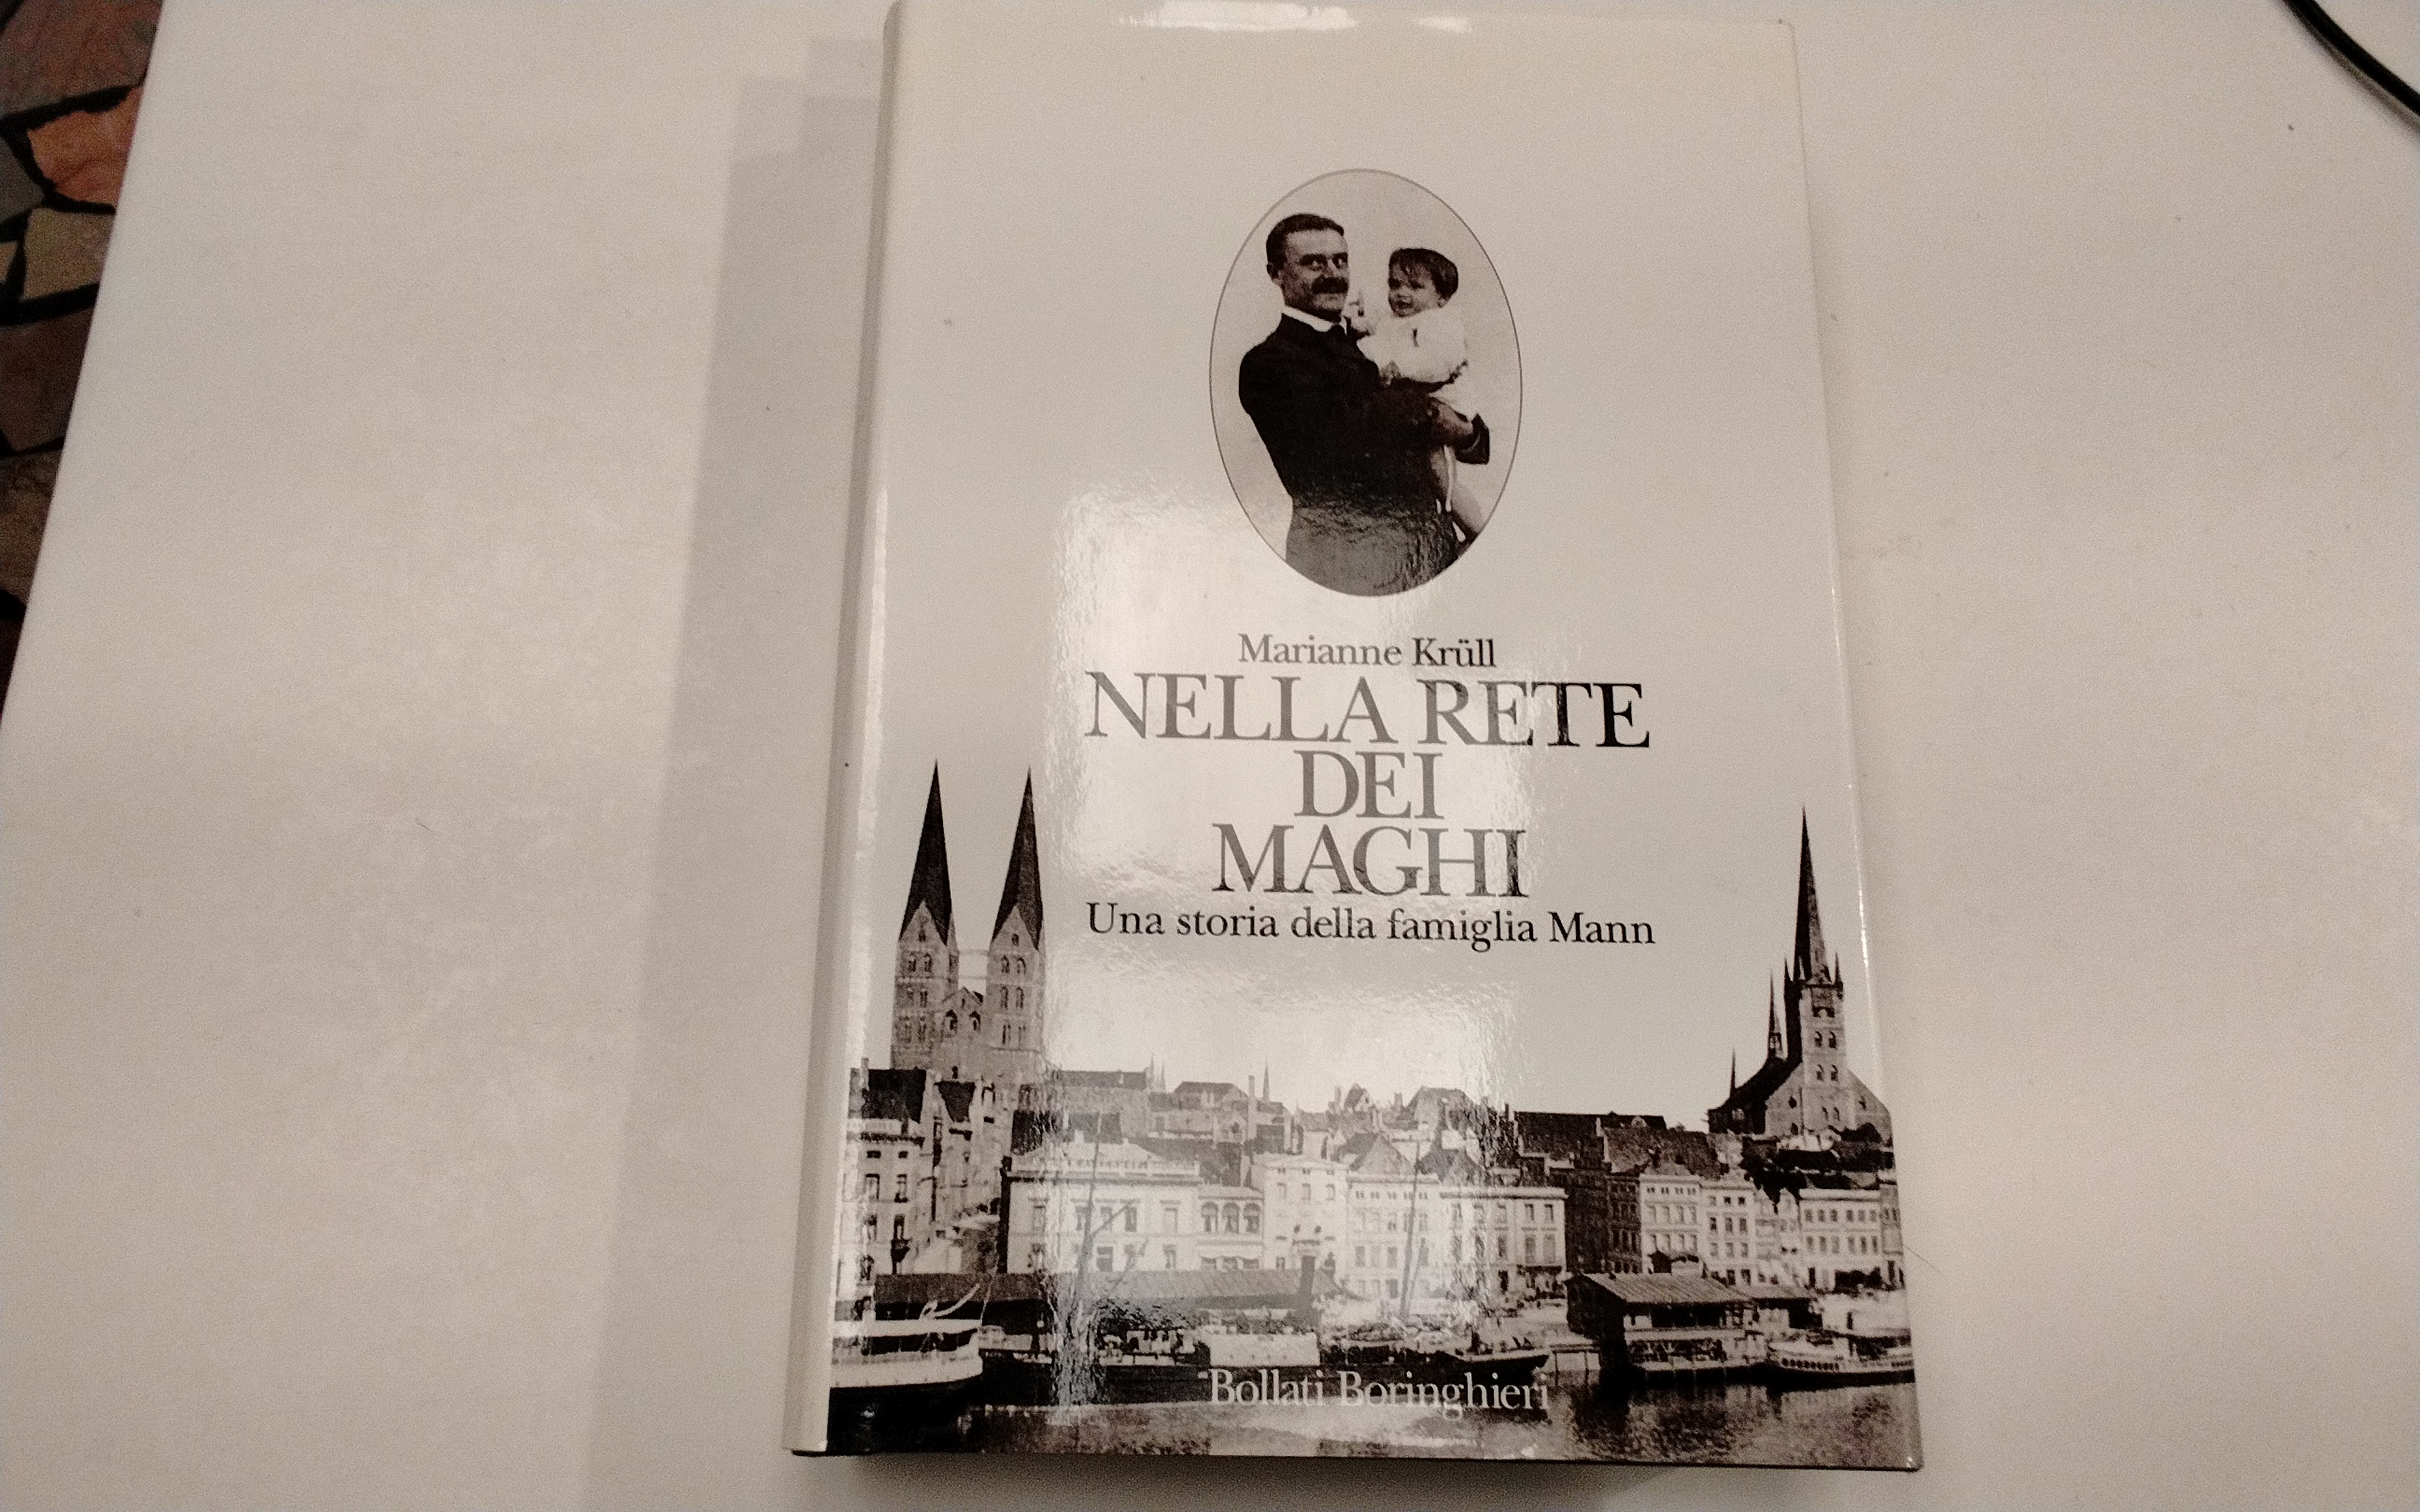 Marianne Krüll
NELLA RETE
DEI
MAGHI
Una storia della famiglia Mann
Bollati Boringhieri